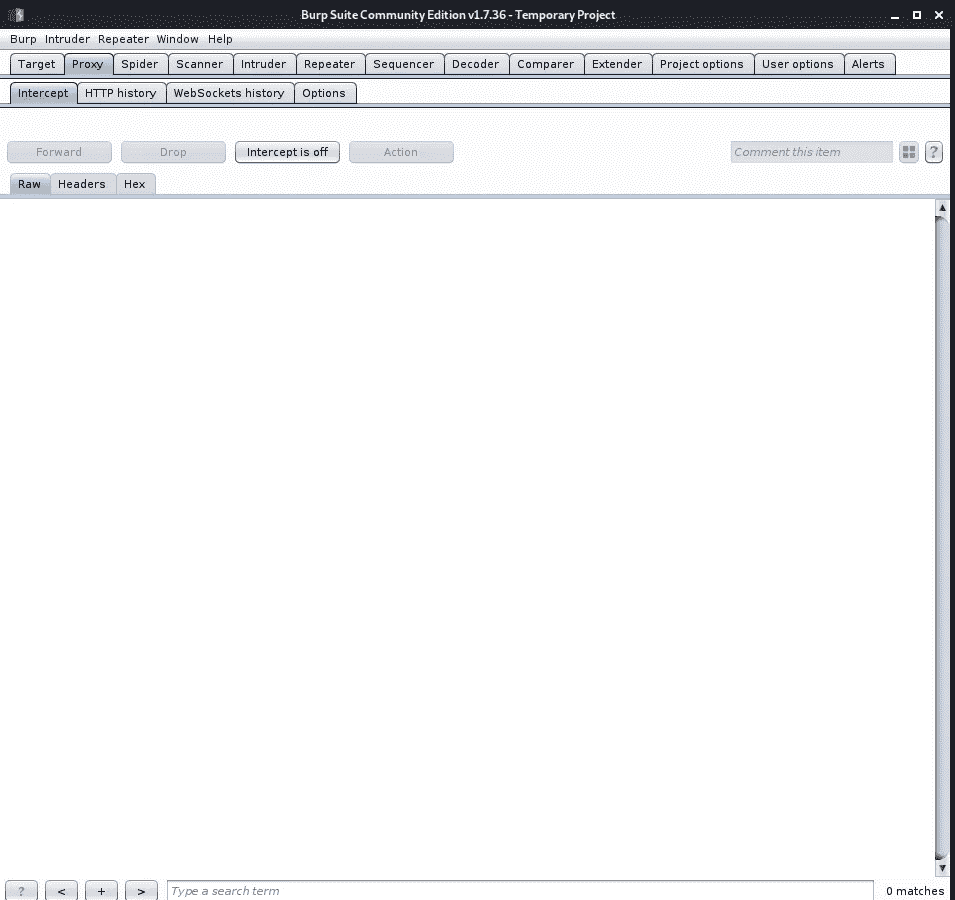 Burp Suite Community Edition v1.7.36 - Temporary Project
Burp Intruder Repeater Window Help
Target Proxy Spider Scanner Intruder Repeater Sequencer Decoder Comparer Extender Project options User options Alerts
Intercept HTTP history WebSockets history Options
Forward Drop Intercept is off Action Comment this item ?
Raw Headers Hex
? < + > Type a search term 0 matches